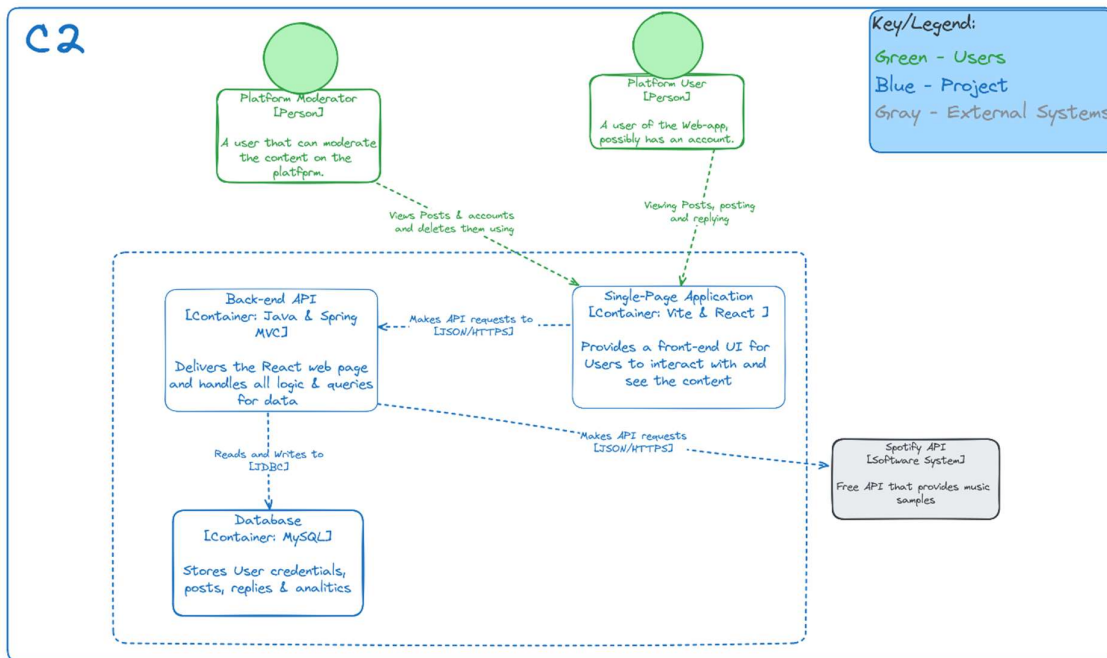 C2
Key/Legend:
Green - Users
Blue - Project
Gray - External Systems
Platform Moderator
[Person]
A user that can moderate
the content on the
platform.
Platform User
[Person]
A user of the Web-app,
possibly has an account.
Views Posts & accounts
and deletes them using
Viewing Posts, posting
and replying
Back-end API
[Container: Java & Spring
MVC]
Delivers the React web page
and handles all logic & queries
for data
Makes API requests to
[JSON/HTTPS]
Single-Page Application
[Container: Vite & React ]
Provides a front-end UI for
Users to interact with and
see the content
Reads and Writes to
[JDBC]
Makes API requests
[JSON/HTTPS]
Spotify API
[Software System]
Free API that provides music
samples
Database
[Container: MySQL]
Stores User credentials,
posts, replies & analitics